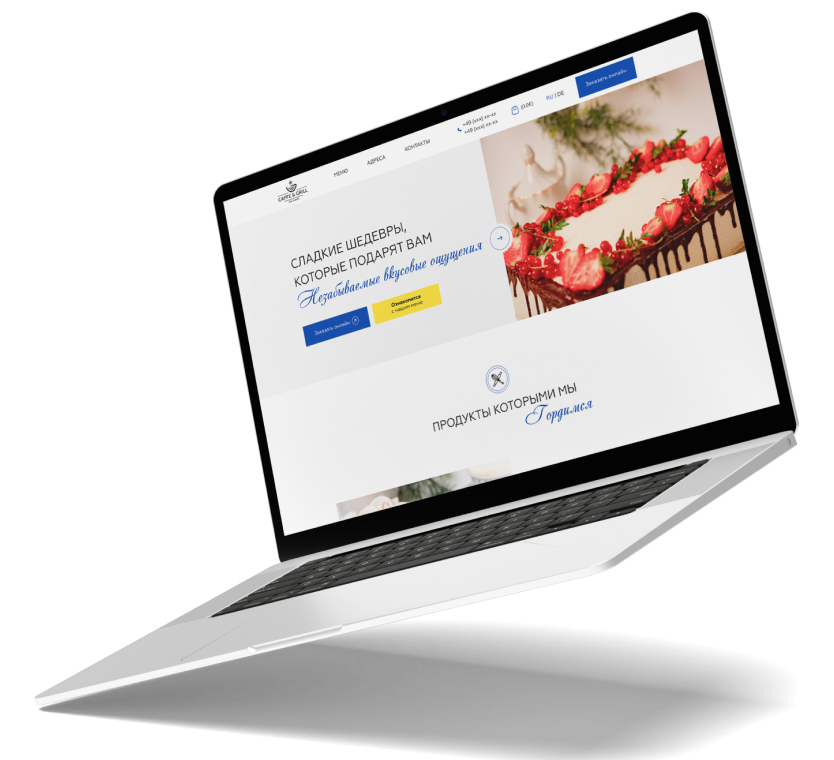 CAFFE & GRILL
МЕНЮ
АДРЕСА
КОНТАКТЫ
+49 (xxx) xx-xx
+49 (xxx) xx-xx
(0.0€)
RU | DE
Заказать онлайн
СЛАДКИЕ ШЕДЕВРЫ,
КОТОРЫЕ ПОДАРЯТ ВАМ
Незабываемые вкусовые ощущения
Заказать онлайн
Ознакомится
с нашим меню
ПРОДУКТЫ КОТОРЫМИ МЫ
Гордимся